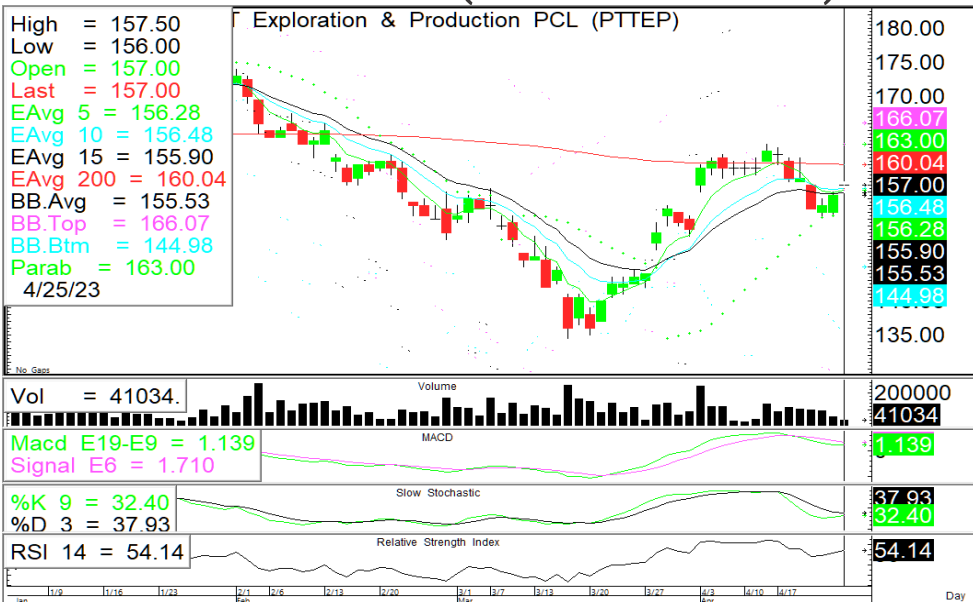 T Exploration & Production PCL (PTTEP)
High = 157.50
Low = 156.00
Open = 157.00
Last = 157.00
EAvg 5 = 156.28
EAvg 10 = 156.48
EAvg 15 = 155.90
EAvg 200 = 160.04
BB.Avg = 155.53
BB.Top = 166.07
BB.Btm = 144.98
Parab = 163.00
4/25/23
180.00
175.00
170.00
166.07
163.00
160.04
157.00
156.48
156.28
155.90
155.53
144.98
135.00
No Gaps
Vol = 41034.
Volume
200000
41034
Macd E19-E9 = 1.139
Signal E6 = 1.710
MACD
1.139
%K 9 = 32.40
%D 3 = 37.93
Slow Stochastic
37.93
32.40
RSI 14 = 54.14
Relative Strength Index
54.14
1/9 1/16 1/23 2/1 2/6 2/13 2/20 3/1 3/7 3/13 3/20 3/27 4/3 4/10 4/17
Jan Feb Mar Apr Day